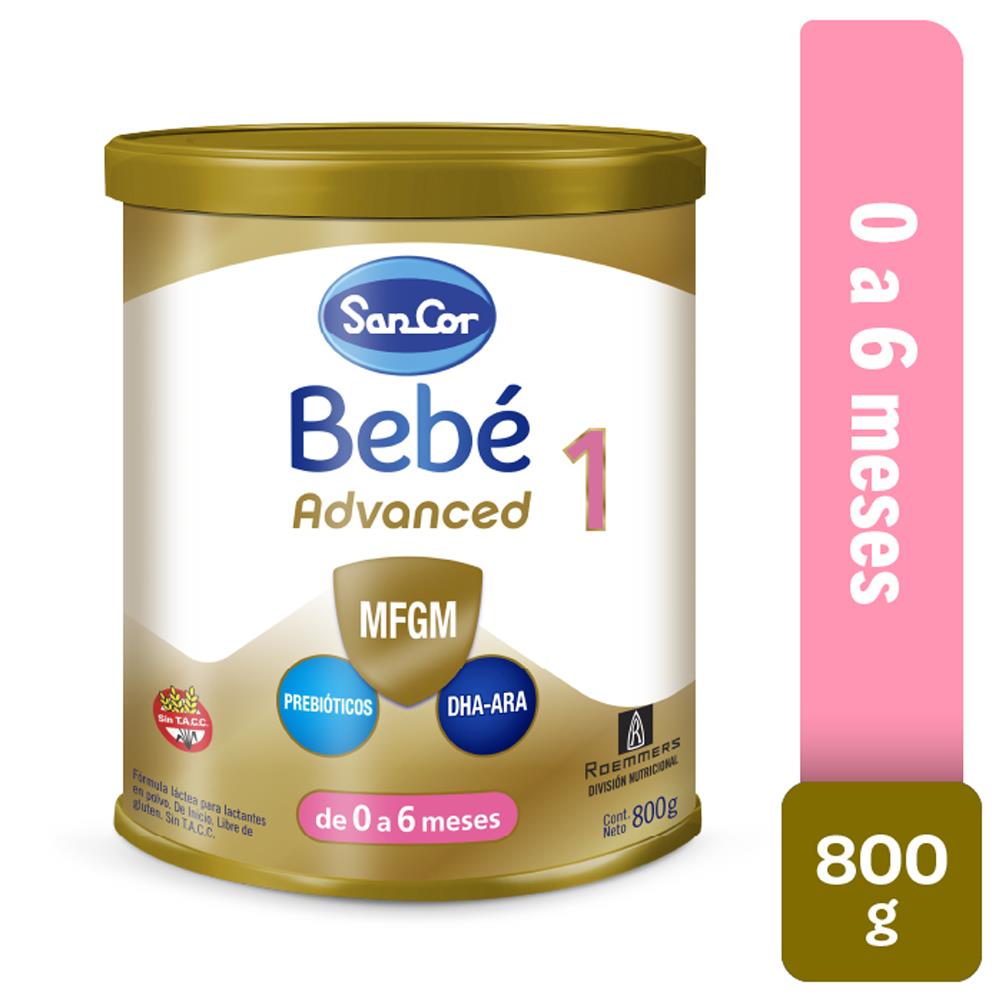 SanCor
Bebé
Advanced
1
MFGM
PREBIÓTICOS
DHA-ARA
Sin T.A.C.C.
ROEMMERS
DIVISIÓN NUTRICIONAL
Fórmula láctea para lactantes
en polvo. De Inicio. Libre de
gluten. Sin T.A.C.C.
de 0 a 6 meses
Cont.
Neto 800g
0 a 6 meses
800
g